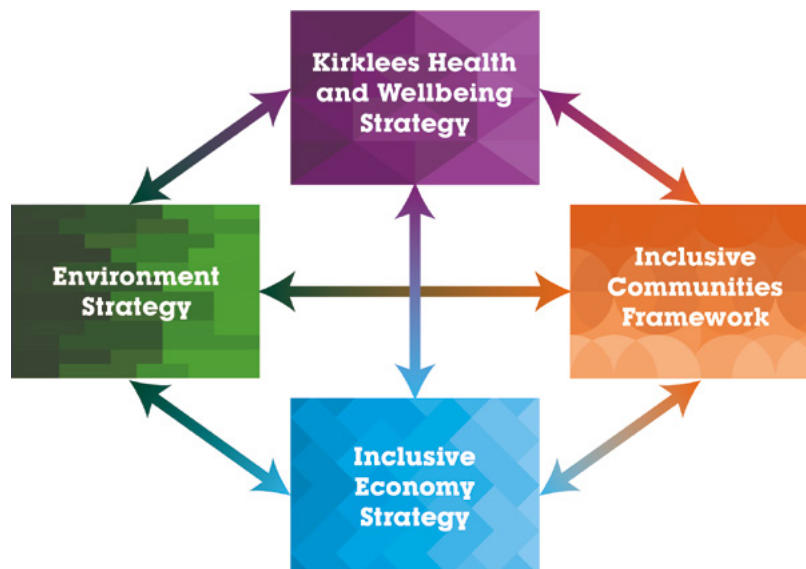 Kirklees Health
and Wellbeing
Strategy
Environment
Strategy
Inclusive
Communities
Framework
Inclusive
Economy
Strategy